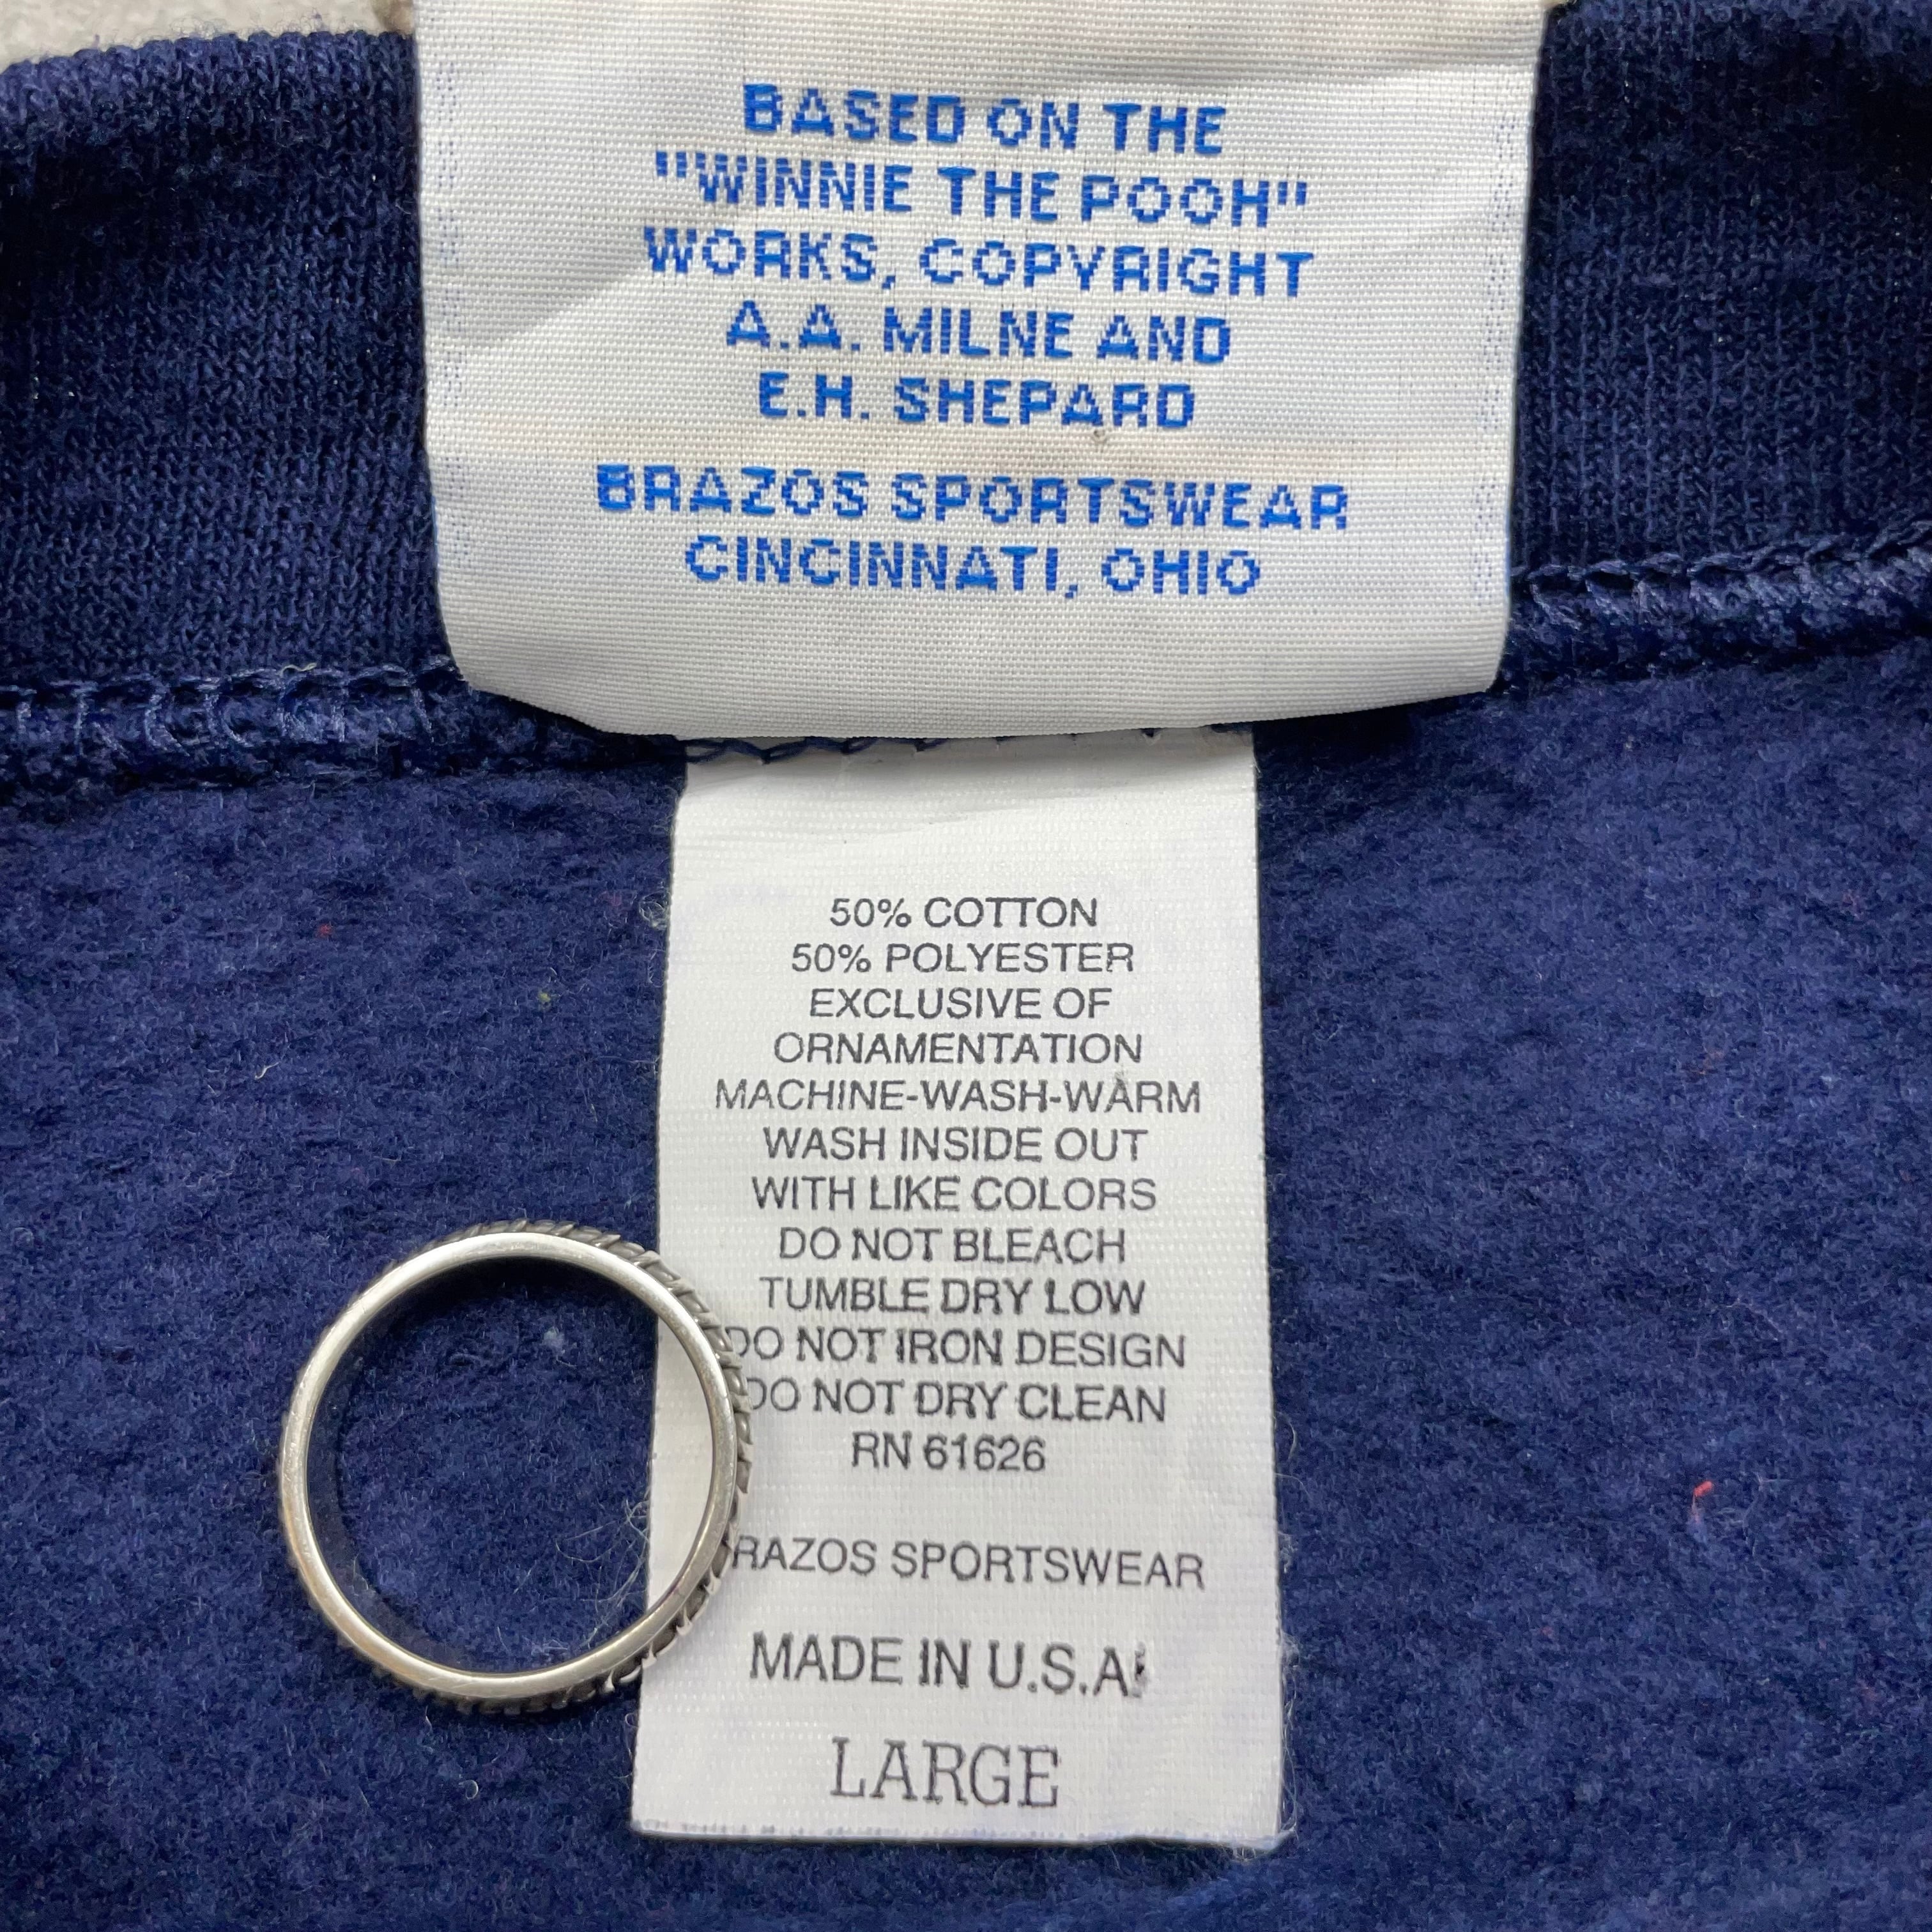 BASED ON THE
"WINNIE THE POOH"
WORKS, COPYRIGHT
A.A. MILNE AND
E.H. SHEPARD
BRAZOS SPORTSWEAR
CINCINNATI, OHIO
50% COTTON
50% POLYESTER
EXCLUSIVE OF
ORNAMENTATION
MACHINE-WASH-WARM
WASH INSIDE OUT
WITH LIKE COLORS
DO NOT BLEACH
TUMBLE DRY LOW
DO NOT IRON DESIGN
DO NOT DRY CLEAN
RN 61626
BRAZOS SPORTSWEAR
MADE IN U.S.A.
LARGE